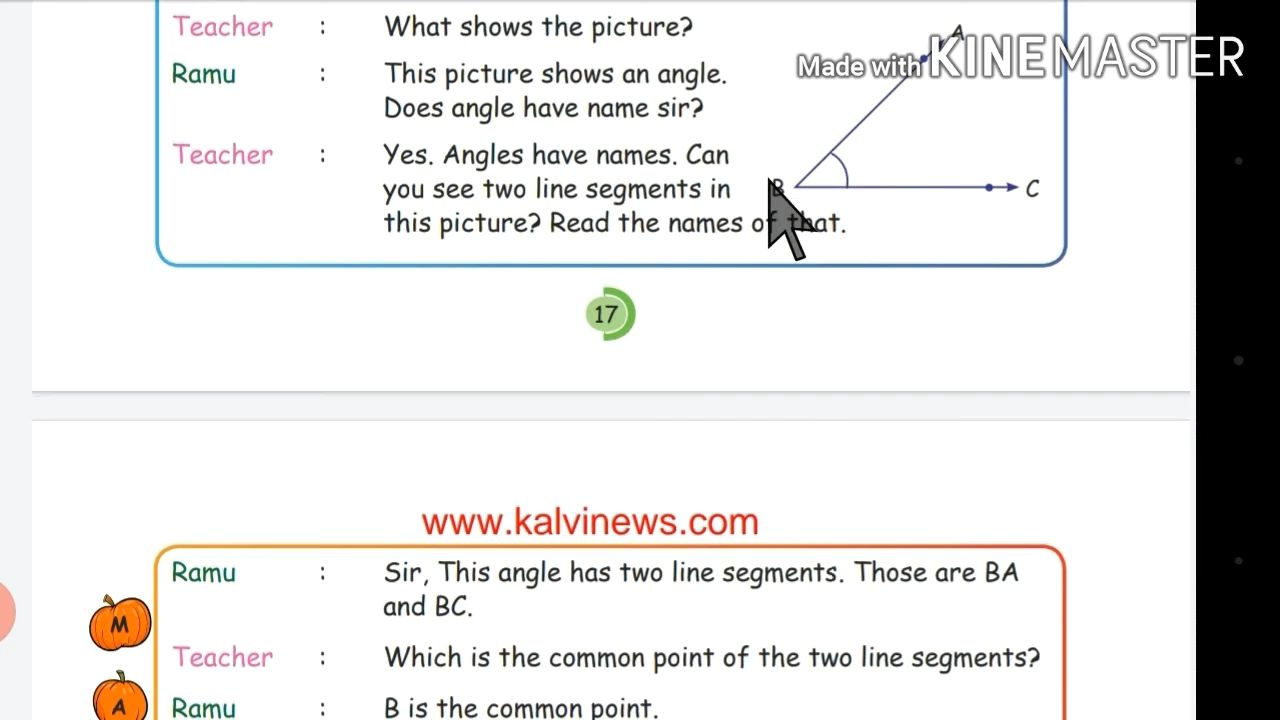 Teacher : What shows the picture?
A
Made with KINEMASTER
Ramu : This picture shows an angle.
Does angle have name sir?
Teacher : Yes. Angles have names. Can
you see two line segments in
B
C
this picture? Read the names of that.
17
www.kalvinews.com
Ramu : Sir, This angle has two line segments. Those are BA
and BC.
M
Teacher : Which is the common point of the two line segments?
A
Ramu : B is the common point.